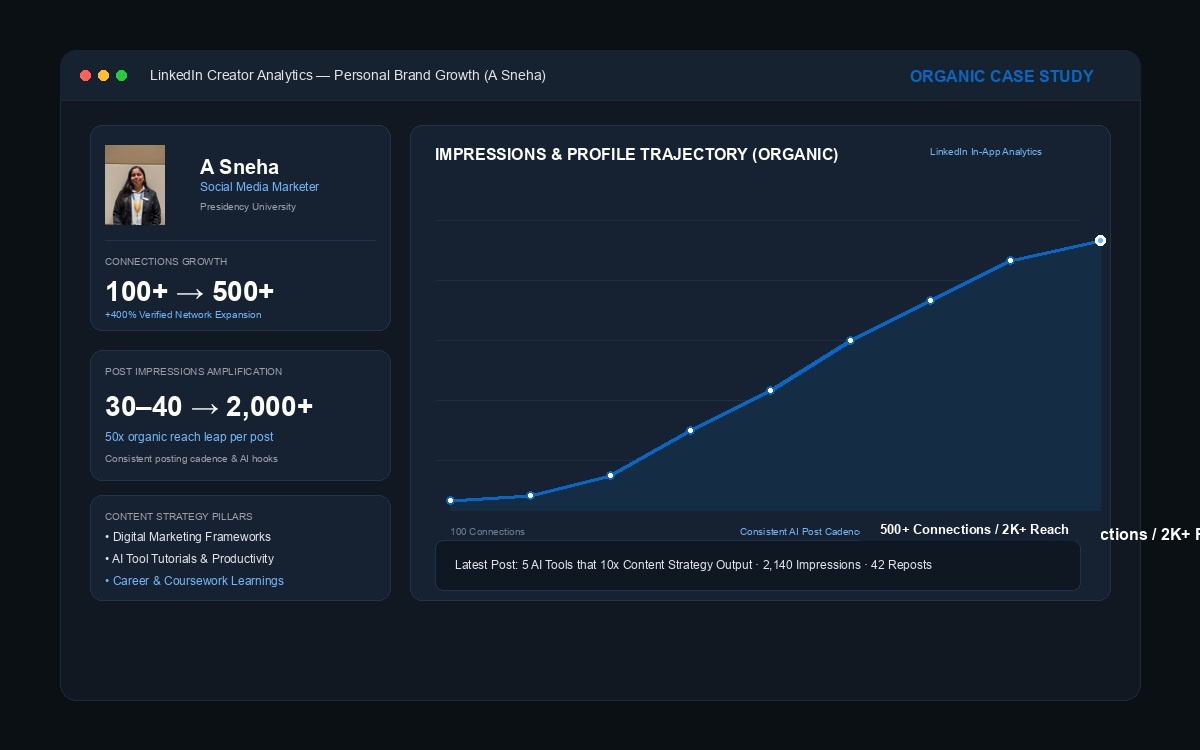 LinkedIn Creator Analytics — Personal Brand Growth (A Sneha)
ORGANIC CASE STUDY
A Sneha
Social Media Marketer
Presidency University
CONNECTIONS GROWTH
100+ → 500+
+400% Verified Network Expansion
POST IMPRESSIONS AMPLIFICATION
30–40 → 2,000+
50x organic reach leap per post
Consistent posting cadence & AI hooks
CONTENT STRATEGY PILLARS
• Digital Marketing Frameworks
• AI Tool Tutorials & Productivity
• Career & Coursework Learnings
IMPRESSIONS & PROFILE TRAJECTORY (ORGANIC)
LinkedIn In-App Analytics
100 Connections
Consistent AI Post Cadenc
500+ Connections / 2K+ Reach
ctions / 2K+ R
Latest Post: 5 AI Tools that 10x Content Strategy Output · 2,140 Impressions · 42 Reposts